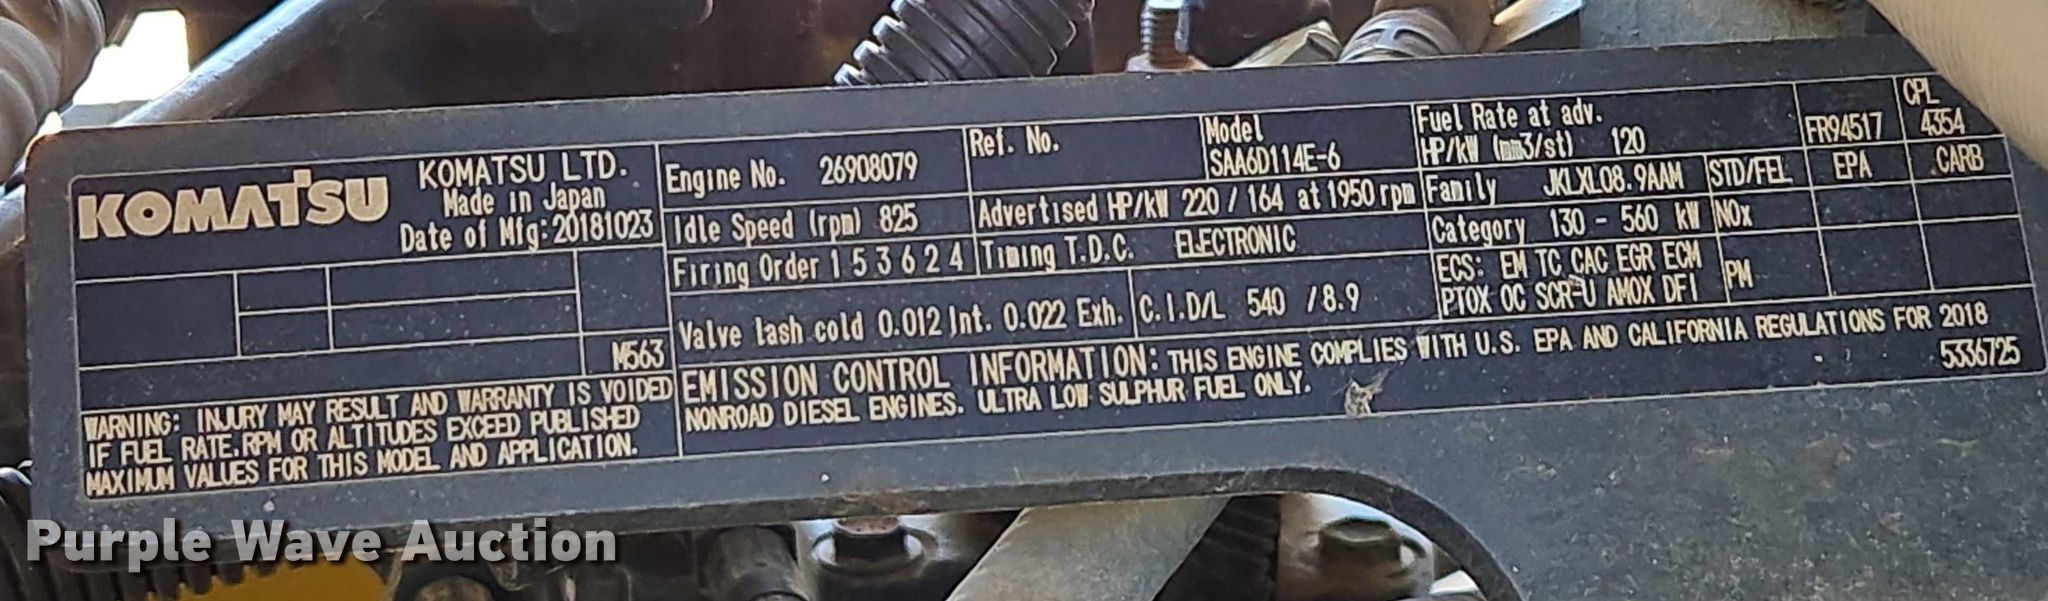 KOMATSU
KOMATSU LTD.
Made in Japan
Date of Mfg:20181023
M563
WARNING: INJURY MAY RESULT AND WARRANTY IS VOIDED
IF FUEL RATE.RPM OR ALTITUDES EXCEED PUBLISHED
MAXIMUM VALUES FOR THIS MODEL AND APPLICATION.
Engine No. 26908079
Ref. No.
Model
SAA6D114E-6
Fuel Rate at adv.
HP/kW (mm3/st) 120
FR94517
CPL
4354
Idle Speed (rpm) 825
Advertised HP/kW 220 / 164 at 1950 rpm
Family JKLXL08.9AAM
STD/FEL
EPA
CARB
Firing Order 1 5 3 6 2 4
Timing T.D.C. ELECTRONIC
Category 130 - 560 kW
NOx
Valve lash cold 0.012 Int. 0.022 Exh.
C.I.D/L 540 /8.9
ECS: EM TC CAC EGR ECM
PTOX OC SCR-U AMOX DFI
PM
EMISSION CONTROL INFORMATION: THIS ENGINE COMPLIES WITH U.S. EPA AND CALIFORNIA REGULATIONS FOR 2018
NONROAD DIESEL ENGINES. ULTRA LOW SULPHUR FUEL ONLY.
5336725
Purple Wave Auction